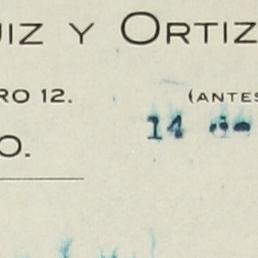 UIZ Y ORTIZ
RO 12. (ANTES
O. 14